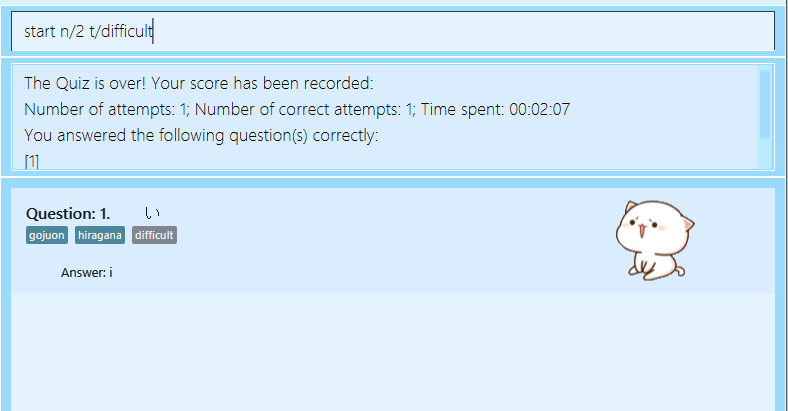 start n/2 t/difficult
The Quiz is over! Your score has been recorded:
Number of attempts: 1; Number of correct attempts: 1; Time spent: 00:02:07
You answered the following question(s) correctly:
[1]
Question: 1. い
gojuon hiragana difficult
Answer: i